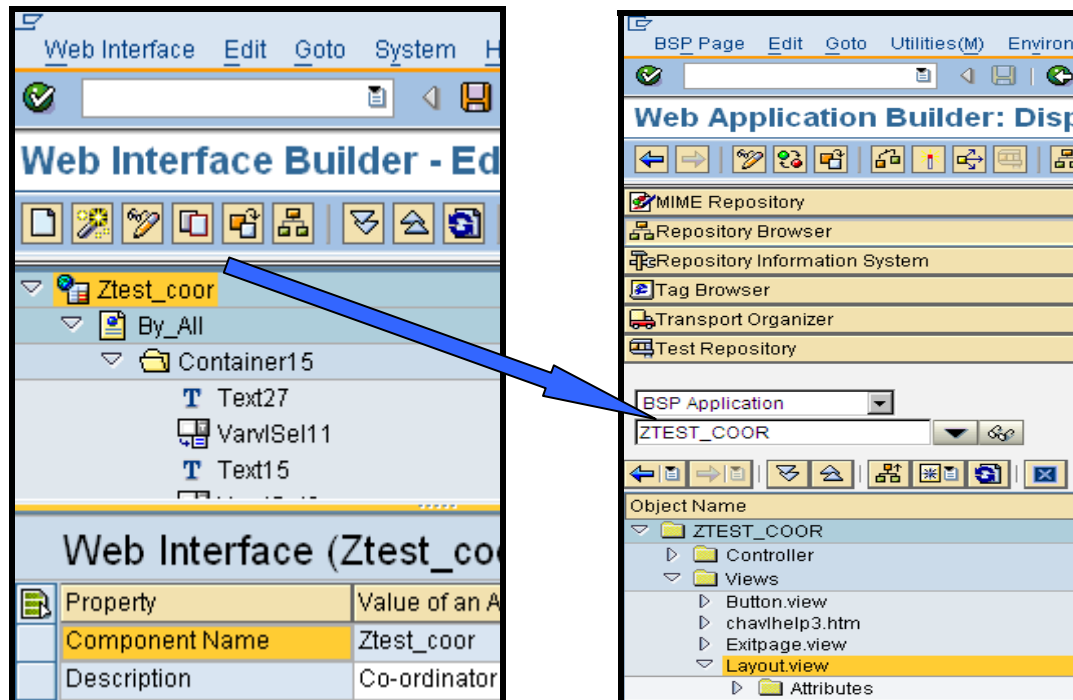 Web Interface Edit Goto System H
Web Interface Builder - Ed
Ztest_coor
By_All
Container15
T Text27
VarvlSel11
T Text15
Web Interface (Ztest_coo
Property Value of an A
Component Name Ztest_coor
Description Co-ordinator
BSP Page Edit Goto Utilities(M) Environ
Web Application Builder: Disp
MIME Repository
Repository Browser
Repository Information System
Tag Browser
Transport Organizer
Test Repository
BSP Application
ZTEST_COOR
Object Name
ZTEST_COOR
Controller
Views
Button.view
chavlhelp3.htm
Exitpage.view
Layout.view
Attributes